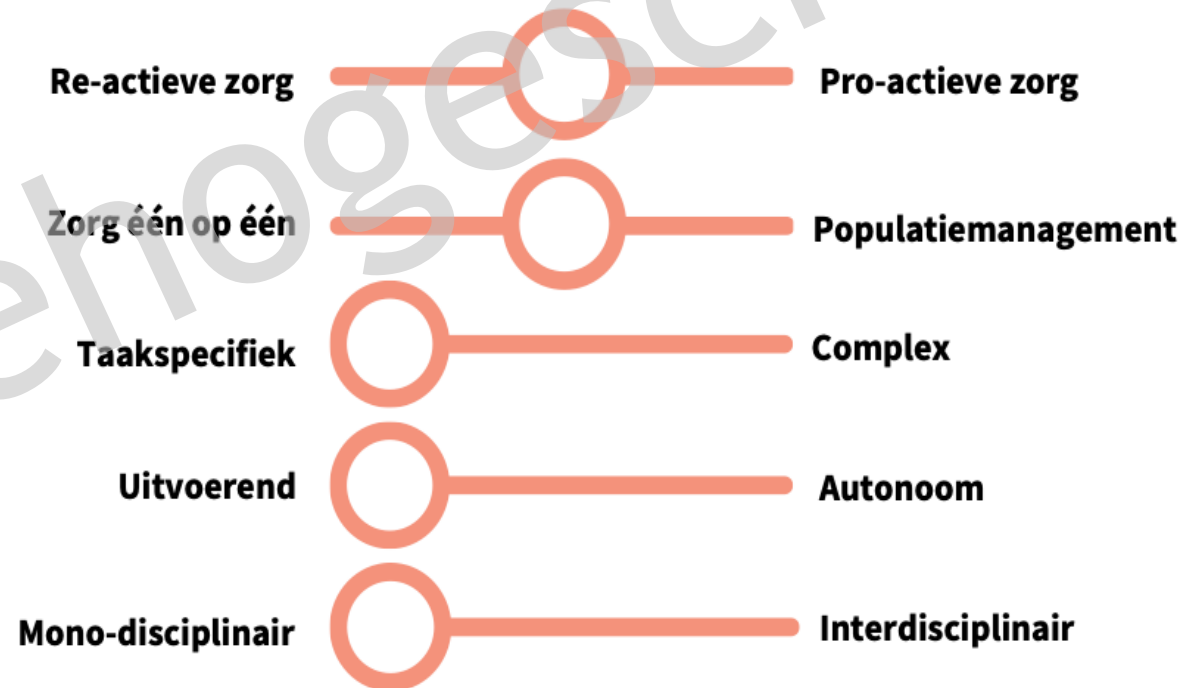 Re-actieve zorg Pro-actieve zorg
Zorg één op één Populatiemanagement
Taakspecifiek Complex
Uitvoerend Autonoom
Mono-disciplinair Interdisciplinair